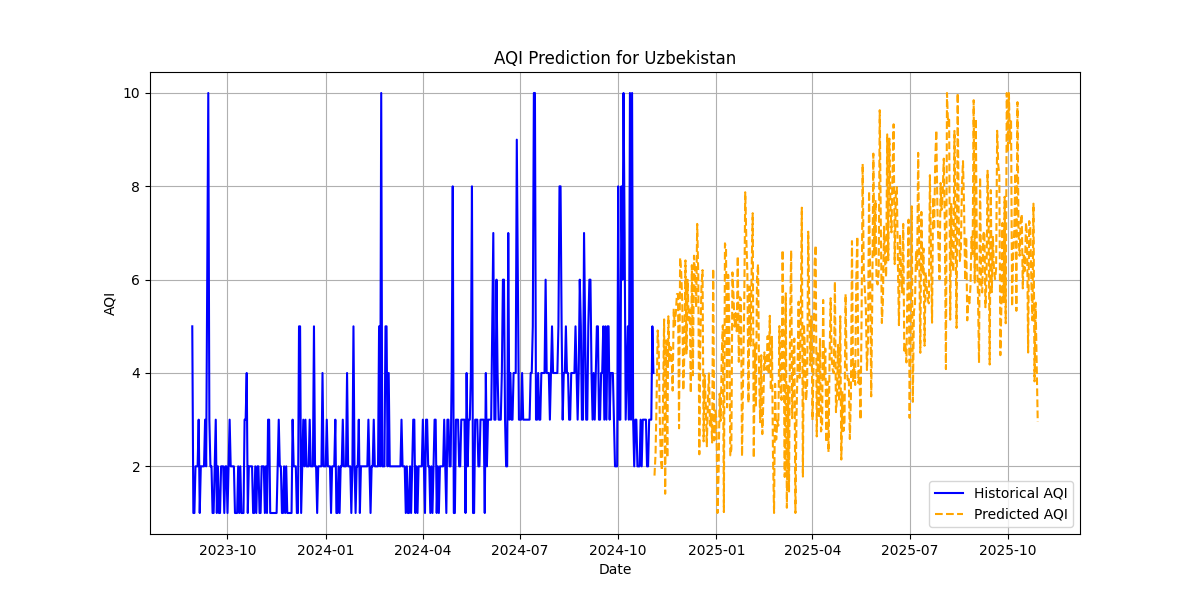 AQI Prediction for Uzbekistan
10
8
6
4
2
AQI
2023-10
2024-01
2024-04
2024-07
2024-10
2025-01
2025-04
2025-07
2025-10
Date
Historical AQI
Predicted AQI